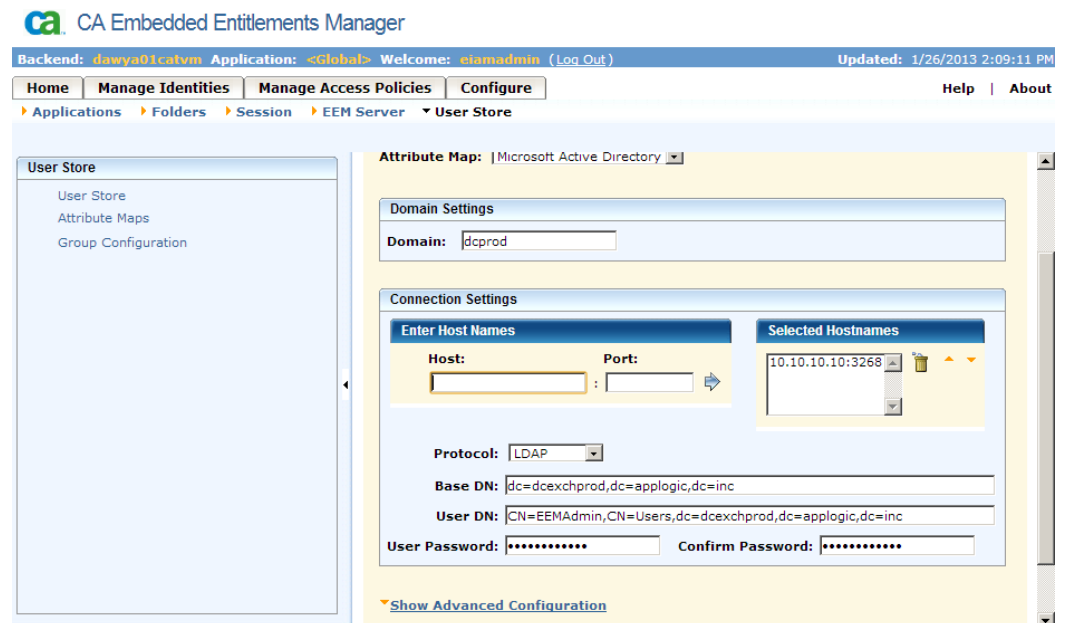 ca. CA Embedded Entitlements Manager
Backend: dawya01catvm Application: <Global> Welcome: eiamadmin (Log Out) Updated: 1/26/2013 2:09:11 PM
Home Manage Identities Manage Access Policies Configure Help | About
Applications Folders Session EEM Server User Store
User Store
User Store
Attribute Maps
Group Configuration
Attribute Map: Microsoft Active Directory
Domain Settings
Domain: dcprod
Connection Settings
Enter Host Names Selected Hostnames
Host: Port: 10.10.10.10:3268
:
Protocol: LDAP
Base DN: dc=dcexchprod,dc=applogic,dc=inc
User DN: CN=EEMAdmin,CN=Users,dc=dcexchprod,dc=applogic,dc=inc
User Password: •••••••••••• Confirm Password: ••••••••••••
Show Advanced Configuration